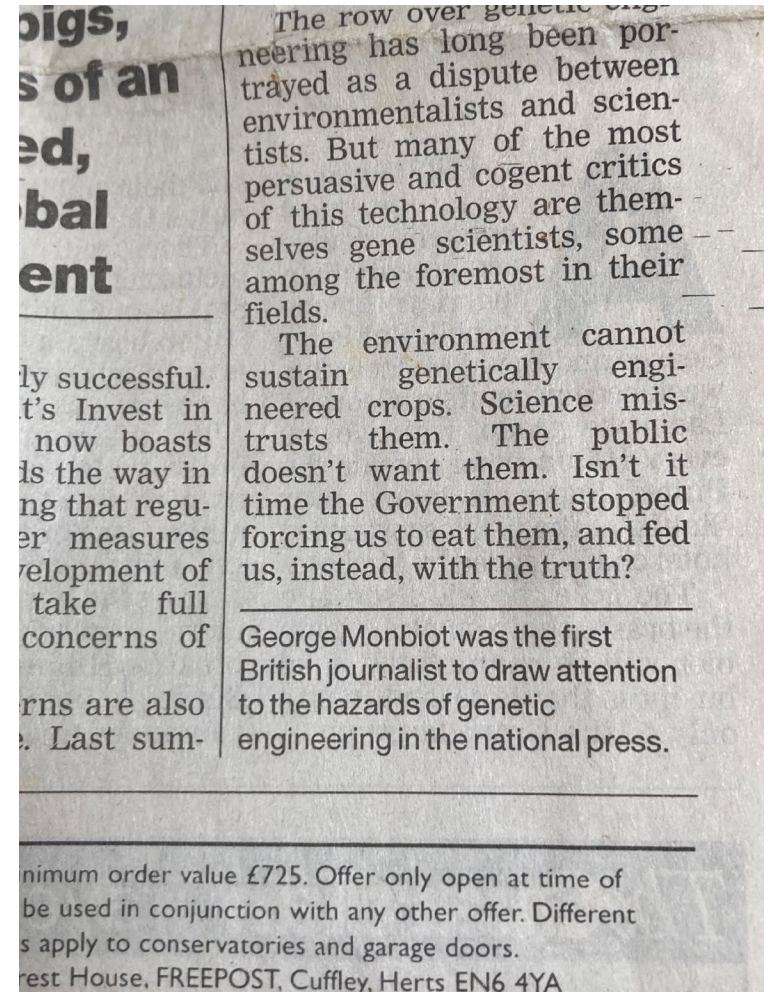 pigs,
s of an
ed,
bal
ent
ly successful.
t's Invest in
now boasts
ls the way in
ng that regu-
er measures
velopment of
take full
concerns of
rns are also
. Last sum-
The row over genetic engi-
neering has long been por-
trayed as a dispute between
environmentalists and scien-
tists. But many of the most
persuasive and cogent critics
of this technology are them-
selves gene scientists, some
among the foremost in their
fields.
The environment cannot
sustain genetically engi-
neered crops. Science mis-
trusts them. The public
doesn't want them. Isn't it
time the Government stopped
forcing us to eat them, and fed
us, instead, with the truth?
George Monbiot was the first
British journalist to draw attention
to the hazards of genetic
engineering in the national press.
nimum order value £725. Offer only open at time of
be used in conjunction with any other offer. Different
s apply to conservatories and garage doors.
rest House, FREEPOST, Cuffley, Herts EN6 4YA